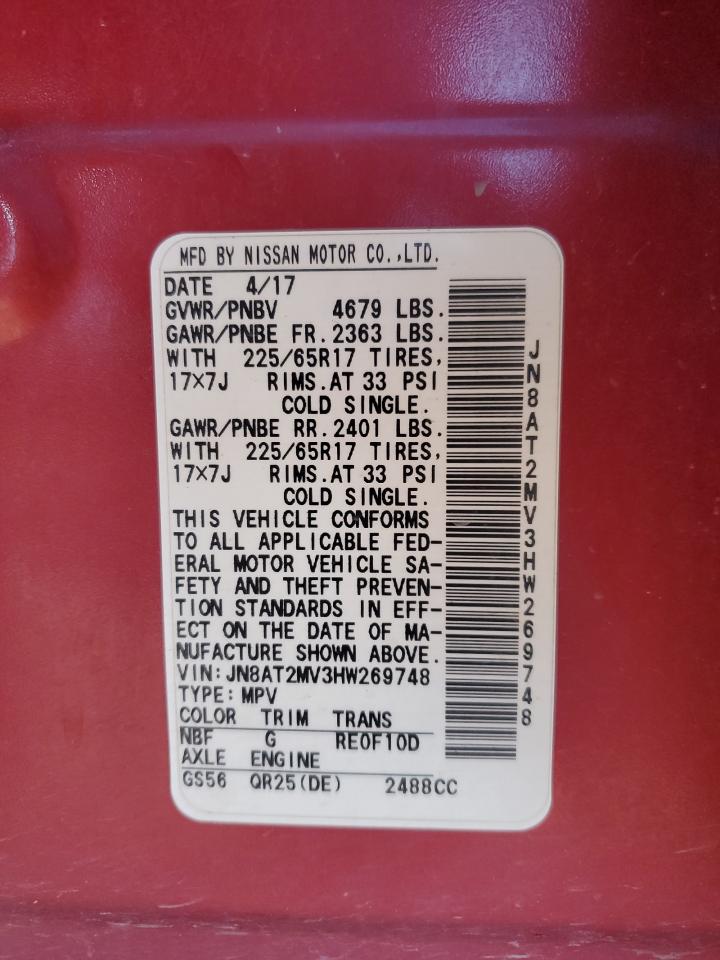 MFD BY NISSAN MOTOR CO.,LTD.
DATE 4/17
GVWR/PNBV 4679 LBS.
GAWR/PNBE FR. 2363 LBS.
WITH 225/65R17 TIRES,
17×7J RIMS.AT 33 PSI
COLD SINGLE.
GAWR/PNBE RR. 2401 LBS.
WITH 225/65R17 TIRES,
17×7J RIMS.AT 33 PSI
COLD SINGLE.
THIS VEHICLE CONFORMS
TO ALL APPLICABLE FED-
ERAL MOTOR VEHICLE SA-
FETY AND THEFT PREVEN-
TION STANDARDS IN EFF-
ECT ON THE DATE OF MA-
NUFACTURE SHOWN ABOVE.
VIN:JN8AT2MV3HW269748
TYPE:MPV
COLOR TRIM TRANS
NBF G RE0F10D
AXLE ENGINE
GS56 QR25(DE) 2488CC
JN8AT2MV3HW269748